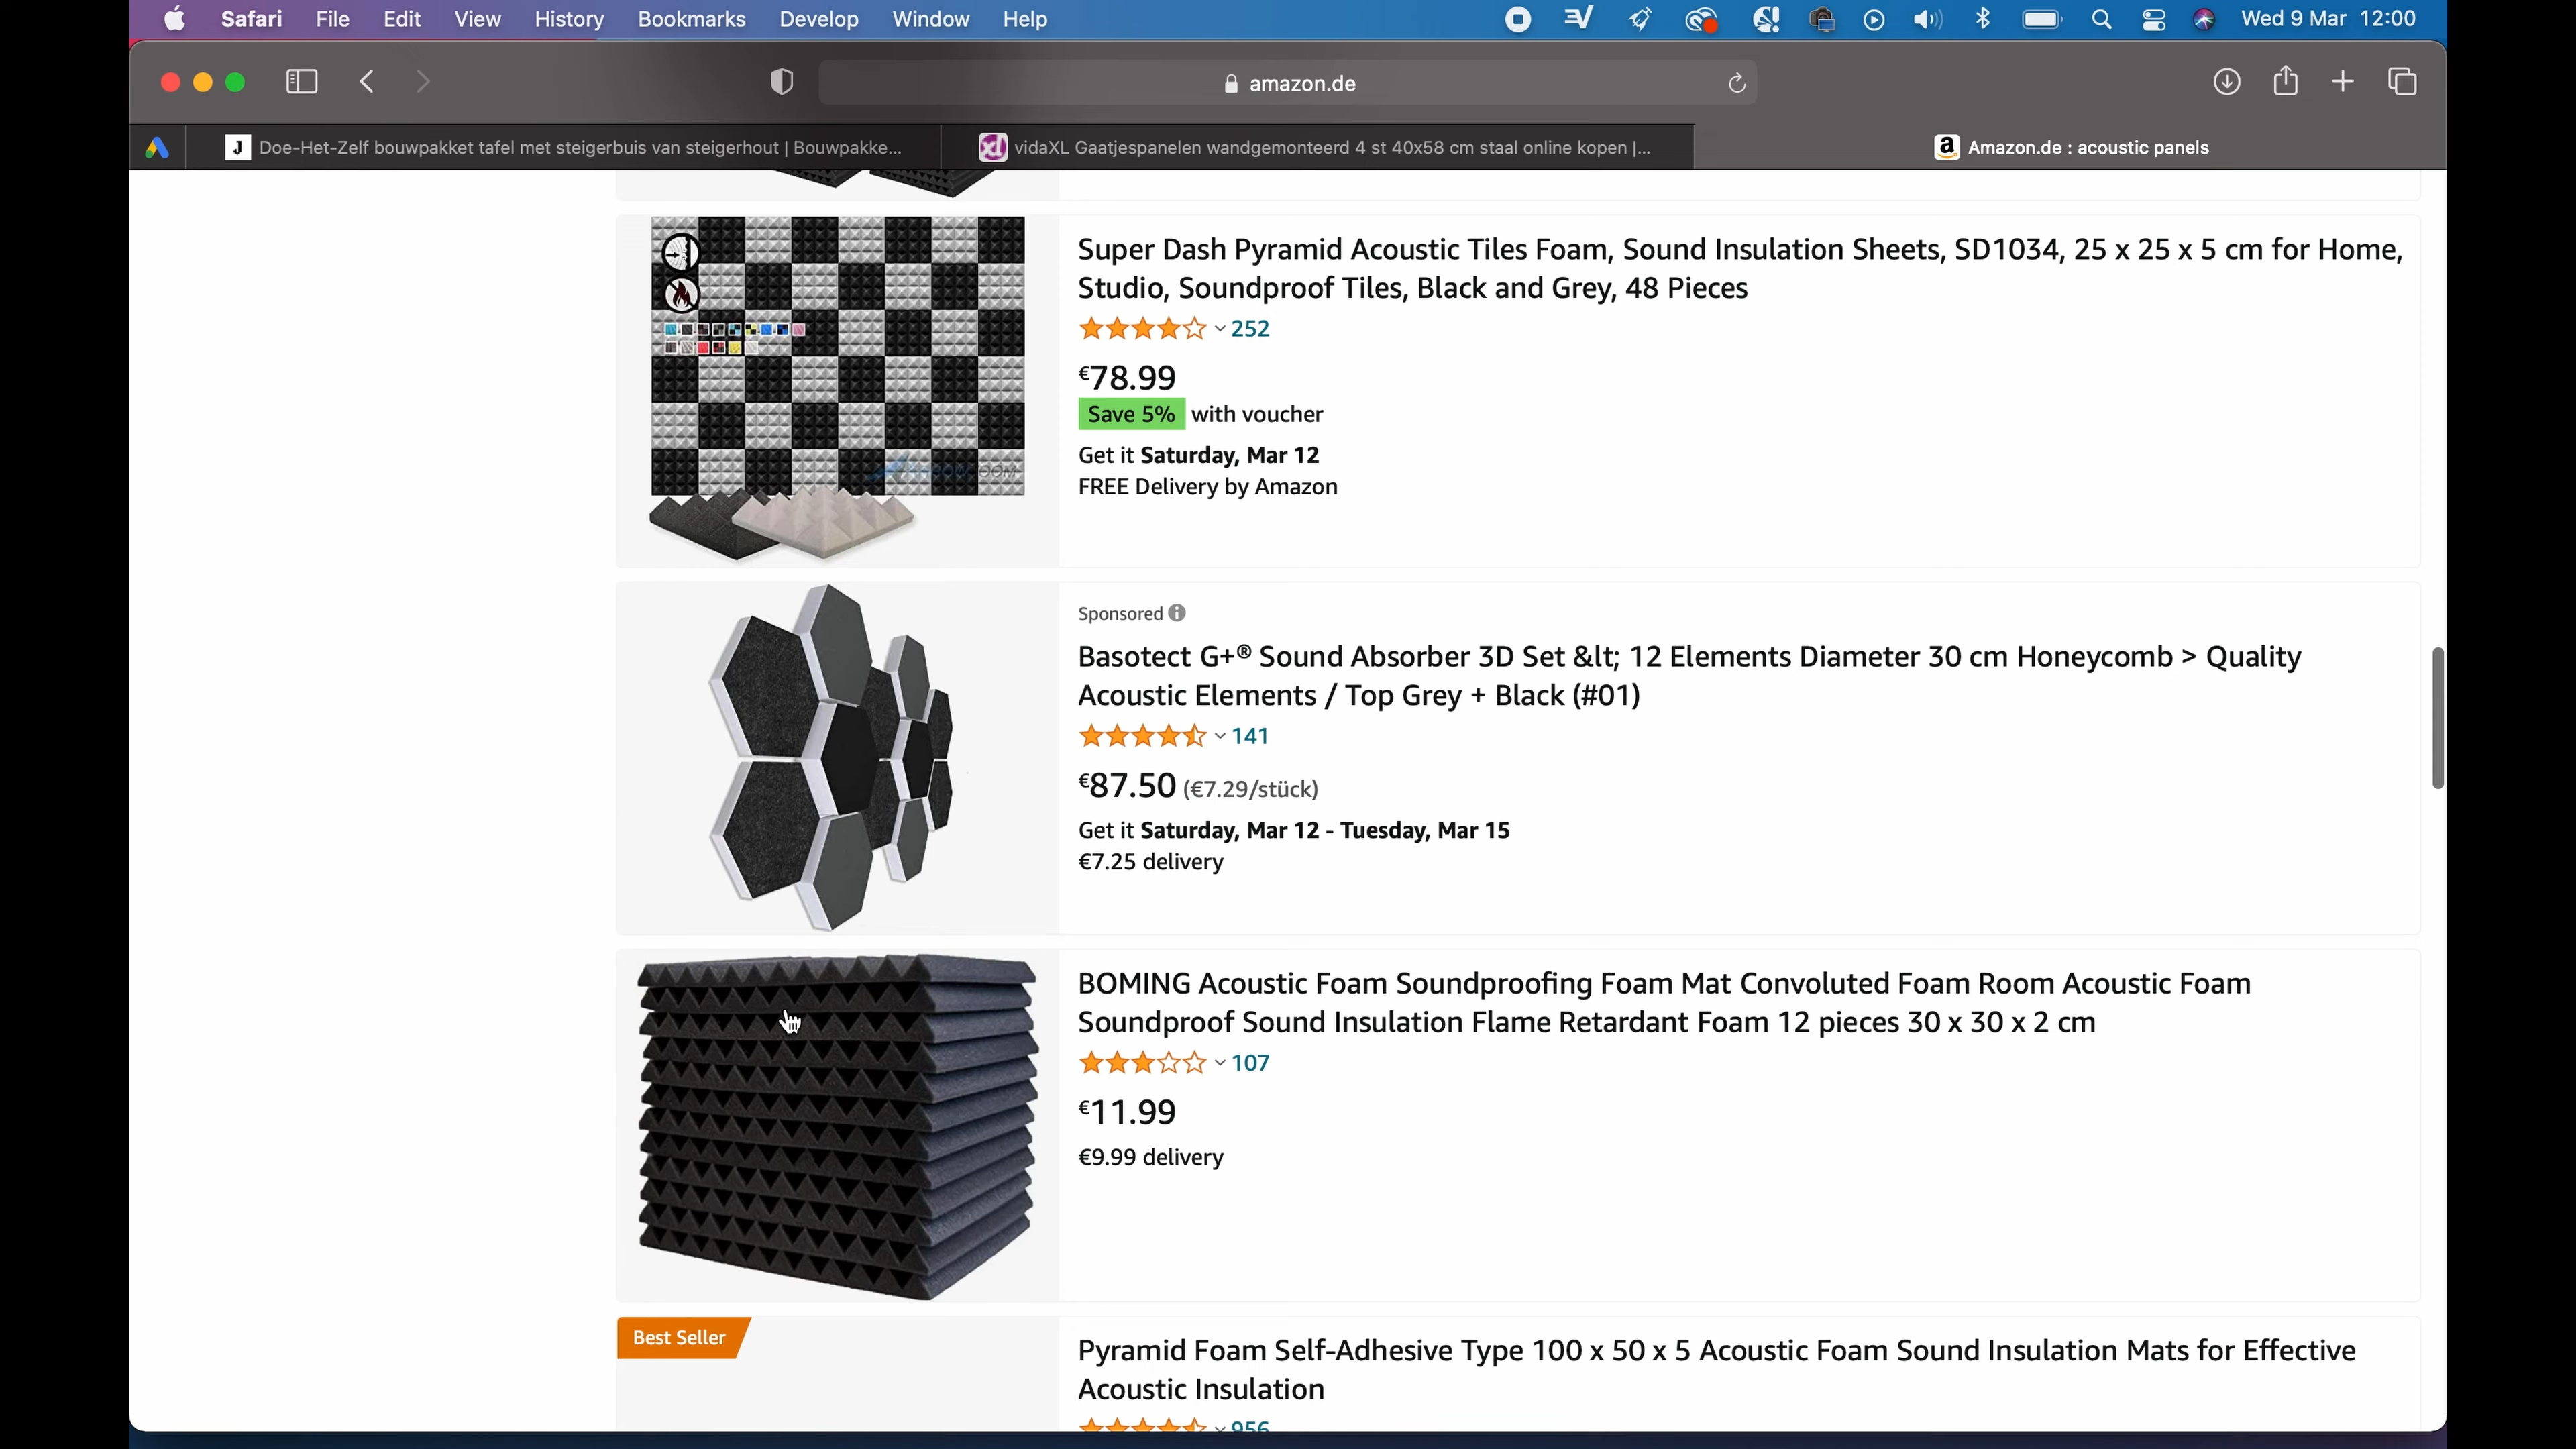 Safari File Edit View History Bookmarks Develop Window Help Wed 9 Mar 12:00
amazon.de
J Doe-Het-Zelf bouwpakket tafel met steigerbuis van steigerhout | Bouwpakke... xl vidaXL Gaatjespanelen wandgemonteerd 4 st 40x58 cm staal online kopen |... a Amazon.de : acoustic panels
Super Dash Pyramid Acoustic Tiles Foam, Sound Insulation Sheets, SD1034, 25 x 25 x 5 cm for Home,
Studio, Soundproof Tiles, Black and Grey, 48 Pieces
252
€78.99
Save 5% with voucher
Get it Saturday, Mar 12
FREE Delivery by Amazon
Sponsored
Basotect G+® Sound Absorber 3D Set &lt; 12 Elements Diameter 30 cm Honeycomb > Quality
Acoustic Elements / Top Grey + Black (#01)
141
€87.50 (€7.29/stück)
Get it Saturday, Mar 12 - Tuesday, Mar 15
€7.25 delivery
BOMING Acoustic Foam Soundproofing Foam Mat Convoluted Foam Room Acoustic Foam
Soundproof Sound Insulation Flame Retardant Foam 12 pieces 30 x 30 x 2 cm
107
€11.99
€9.99 delivery
Best Seller
Pyramid Foam Self-Adhesive Type 100 x 50 x 5 Acoustic Foam Sound Insulation Mats for Effective
Acoustic Insulation
956